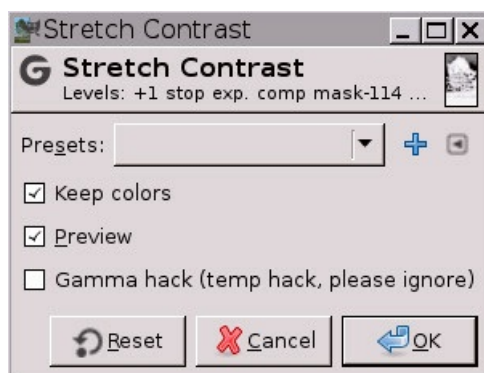 Stretch Contrast
Stretch Contrast
Levels: +1 stop exp. comp mask-114 ...
Presets:
Keep colors
Preview
Gamma hack (temp hack, please ignore)
Reset Cancel OK